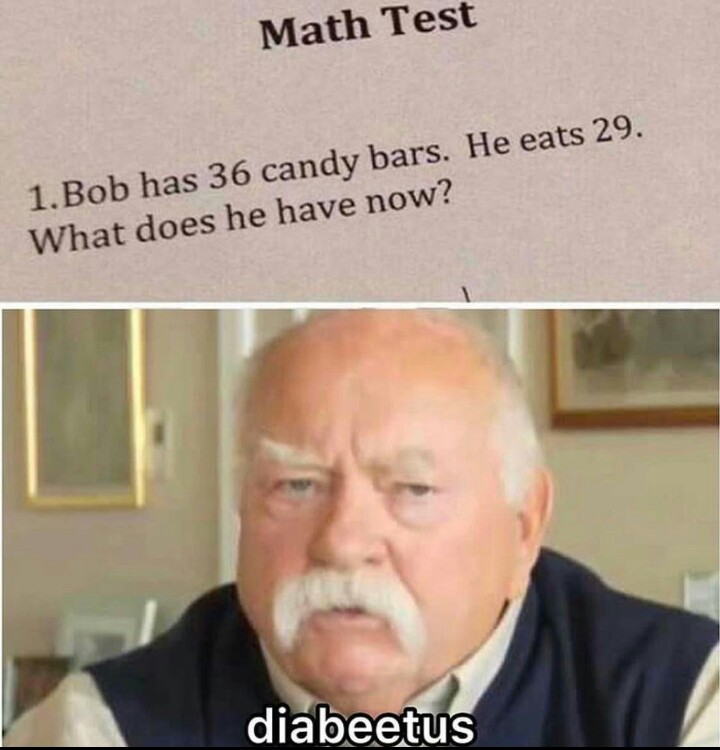 Math Test
1.Bob has 36 candy bars. He eats 29.
What does he have now?
diabeetus